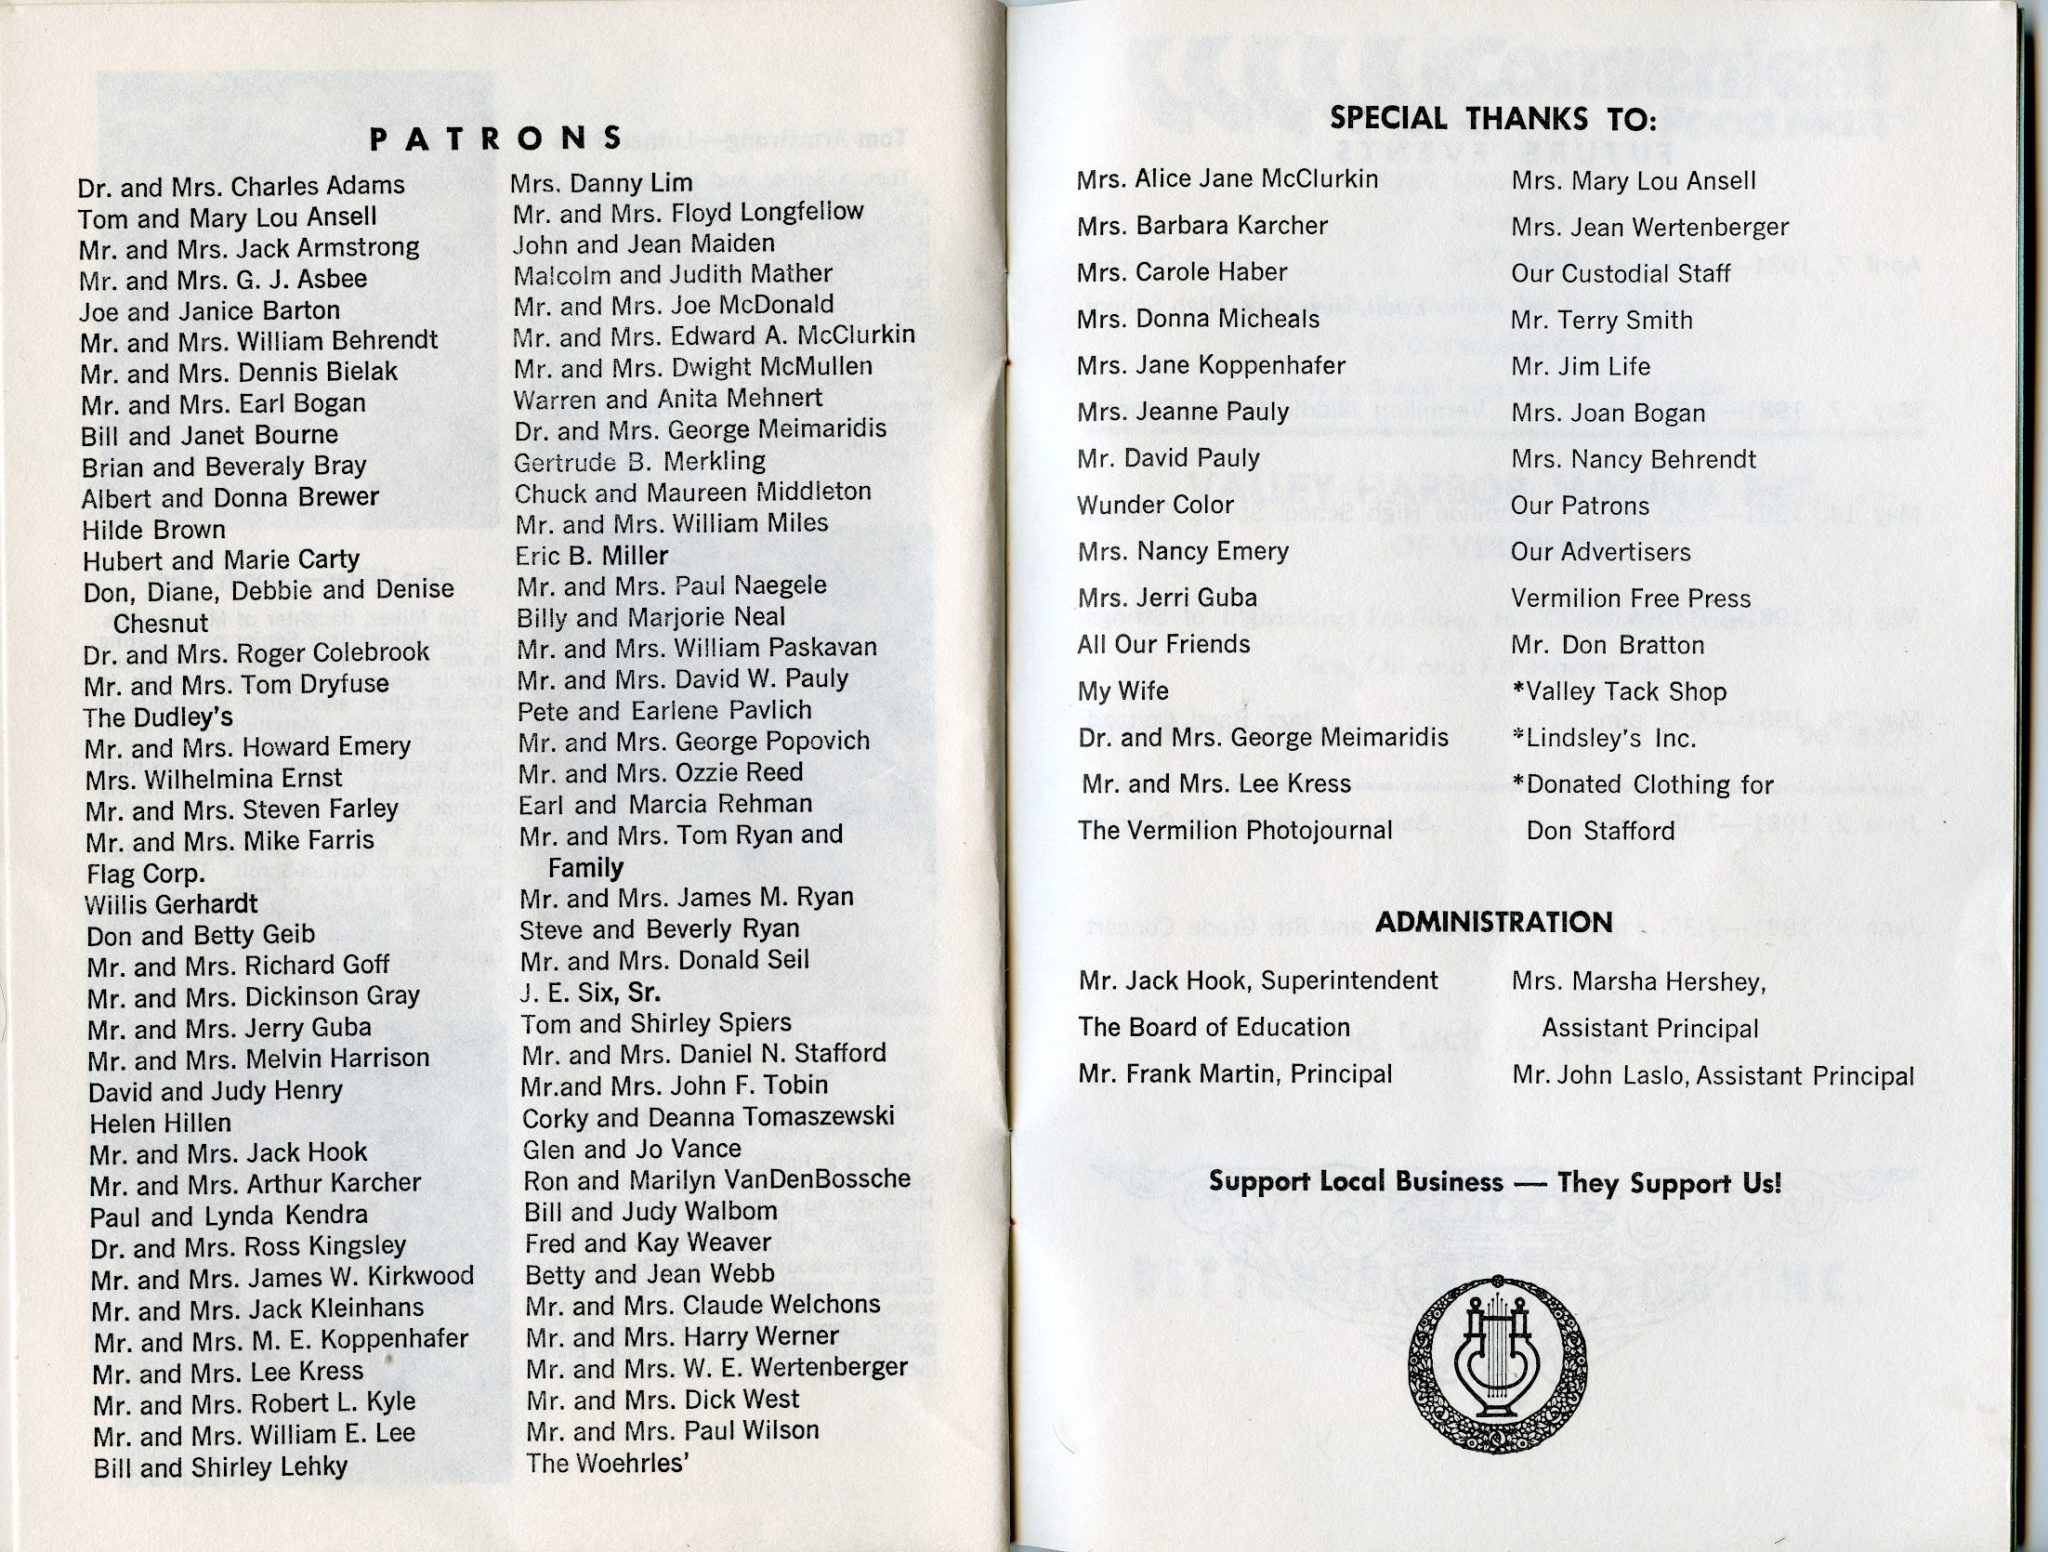 PATRONS
Dr. and Mrs. Charles Adams
Tom and Mary Lou Ansell
Mr. and Mrs. Jack Armstrong
Mr. and Mrs. G. J. Asbee
Joe and Janice Barton
Mr. and Mrs. William Behrendt
Mr. and Mrs. Dennis Bielak
Mr. and Mrs. Earl Bogan
Bill and Janet Bourne
Brian and Beveraly Bray
Albert and Donna Brewer
Hilde Brown
Hubert and Marie Carty
Don, Diane, Debbie and Denise
Chesnut
Dr. and Mrs. Roger Colebrook
Mr. and Mrs. Tom Dryfuse
The Dudley's
Mr. and Mrs. Howard Emery
Mrs. Wilhelmina Ernst
Mr. and Mrs. Steven Farley
Mr. and Mrs. Mike Farris
Flag Corp.
Willis Gerhardt
Don and Betty Geib
Mr. and Mrs. Richard Goff
Mr. and Mrs. Dickinson Gray
Mr. and Mrs. Jerry Guba
Mr. and Mrs. Melvin Harrison
David and Judy Henry
Helen Hillen
Mr. and Mrs. Jack Hook
Mr. and Mrs. Arthur Karcher
Paul and Lynda Kendra
Dr. and Mrs. Ross Kingsley
Mr. and Mrs. James W. Kirkwood
Mr. and Mrs. Jack Kleinhans
Mr. and Mrs. M. E. Koppenhafer
Mr. and Mrs. Lee Kress
Mr. and Mrs. Robert L. Kyle
Mr. and Mrs. William E. Lee
Bill and Shirley Lehky
Mrs. Danny Lim
Mr. and Mrs. Floyd Longfellow
John and Jean Maiden
Malcolm and Judith Mather
Mr. and Mrs. Joe McDonald
Mr. and Mrs. Edward A. McClurkin
Mr. and Mrs. Dwight McMullen
Warren and Anita Mehnert
Dr. and Mrs. George Meimaridis
Gertrude B. Merkling
Chuck and Maureen Middleton
Mr. and Mrs. William Miles
Eric B. Miller
Mr. and Mrs. Paul Naegele
Billy and Marjorie Neal
Mr. and Mrs. William Paskavan
Mr. and Mrs. David W. Pauly
Pete and Earlene Pavlich
Mr. and Mrs. George Popovich
Mr. and Mrs. Ozzie Reed
Earl and Marcia Rehman
Mr. and Mrs. Tom Ryan and
Family
Mr. and Mrs. James M. Ryan
Steve and Beverly Ryan
Mr. and Mrs. Donald Seil
J. E. Six, Sr.
Tom and Shirley Spiers
Mr. and Mrs. Daniel N. Stafford
Mr.and Mrs. John F. Tobin
Corky and Deanna Tomaszewski
Glen and Jo Vance
Ron and Marilyn VanDenBossche
Bill and Judy Walbom
Fred and Kay Weaver
Betty and Jean Webb
Mr. and Mrs. Claude Welchons
Mr. and Mrs. Harry Werner
Mr. and Mrs. W. E. Wertenberger
Mr. and Mrs. Dick West
Mr. and Mrs. Paul Wilson
The Woehrles'
SPECIAL THANKS TO:
Mrs. Alice Jane McClurkin
Mrs. Barbara Karcher
Mrs. Carole Haber
Mrs. Donna Micheals
Mrs. Jane Koppenhafer
Mrs. Jeanne Pauly
Mr. David Pauly
Wunder Color
Mrs. Nancy Emery
Mrs. Jerri Guba
All Our Friends
My Wife
Dr. and Mrs. George Meimaridis
Mr. and Mrs. Lee Kress
The Vermilion Photojournal
Mrs. Mary Lou Ansell
Mrs. Jean Wertenberger
Our Custodial Staff
Mr. Terry Smith
Mr. Jim Life
Mrs. Joan Bogan
Mrs. Nancy Behrendt
Our Patrons
Our Advertisers
Vermilion Free Press
Mr. Don Bratton
*Valley Tack Shop
*Lindsley's Inc.
*Donated Clothing for
Don Stafford
ADMINISTRATION
Mr. Jack Hook, Superintendent
The Board of Education
Mr. Frank Martin, Principal
Mrs. Marsha Hershey,
Assistant Principal
Mr. John Laslo, Assistant Principal
Support Local Business — They Support Us!